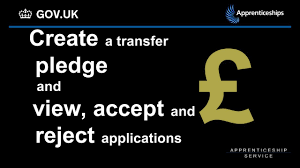 GOV.UK
Apprenticeships
Create a transfer
pledge
and
view, accept and
reject applications
£
APPRENTICESHIP
SERVICE